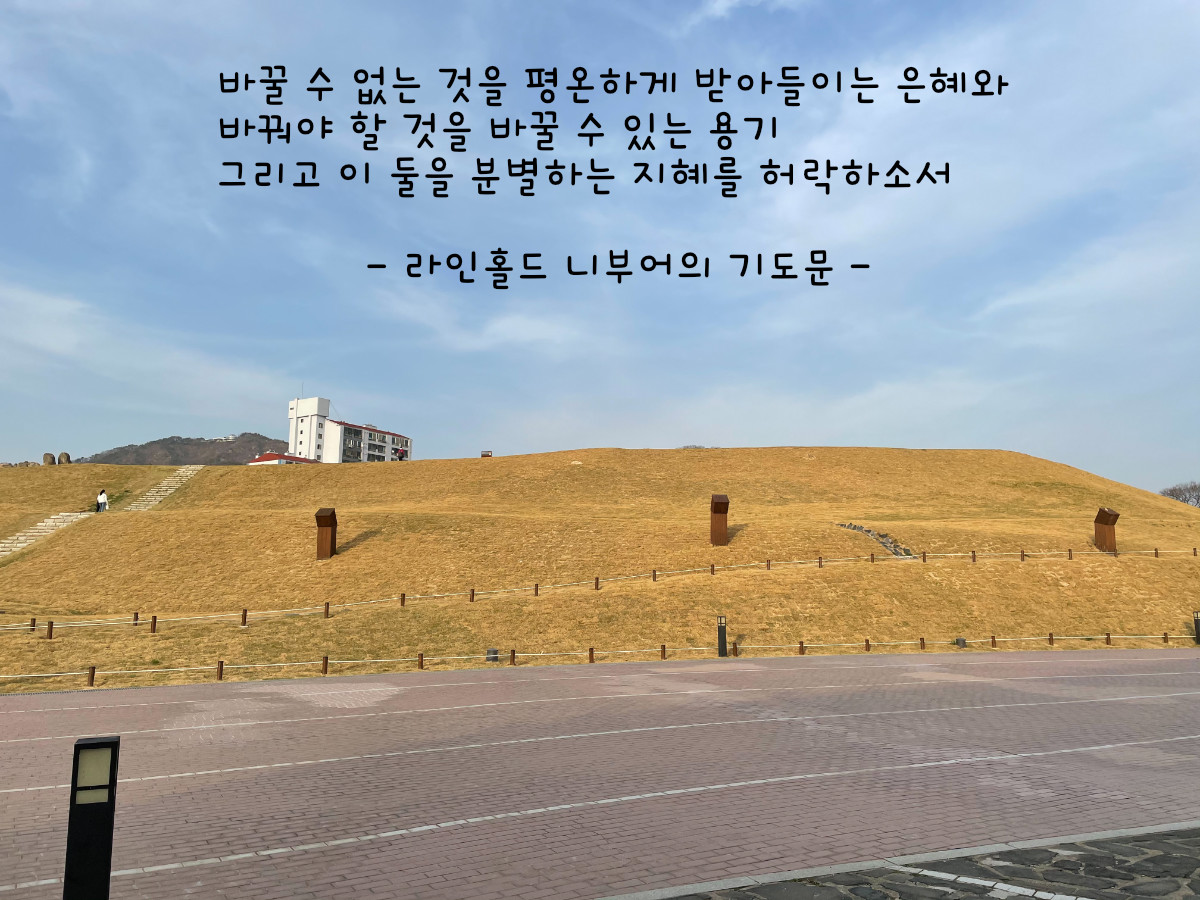 바꿀 수 없는 것을 평온하게 받아들이는 은혜와
바꿔야 할 것을 바꿀 수 있는 용기
그리고 이 둘을 분별하는 지혜를 허락하소서
- 라인홀드 니부어의 기도문 -